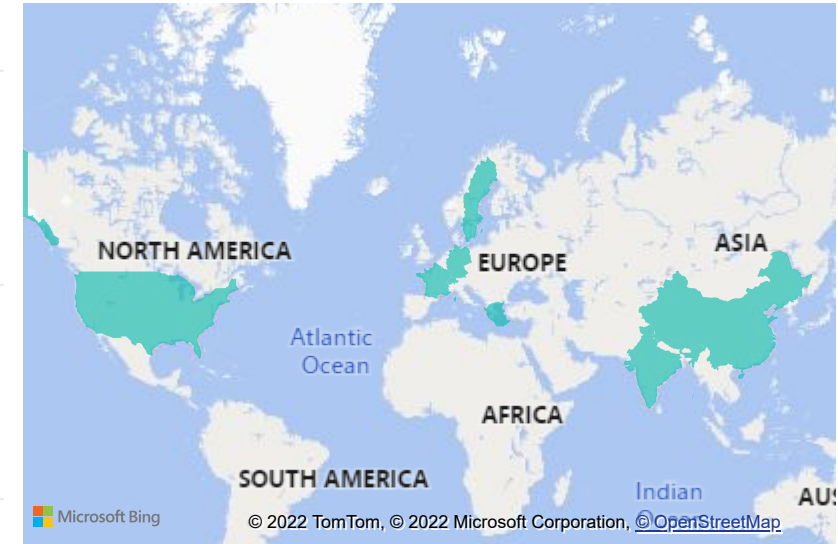 NORTH AMERICA
EUROPE
ASIA
Atlantic
Ocean
AFRICA
SOUTH AMERICA
Indian
Ocean
AUS
Microsoft Bing
© 2022 TomTom, © 2022 Microsoft Corporation, © OpenStreetMap